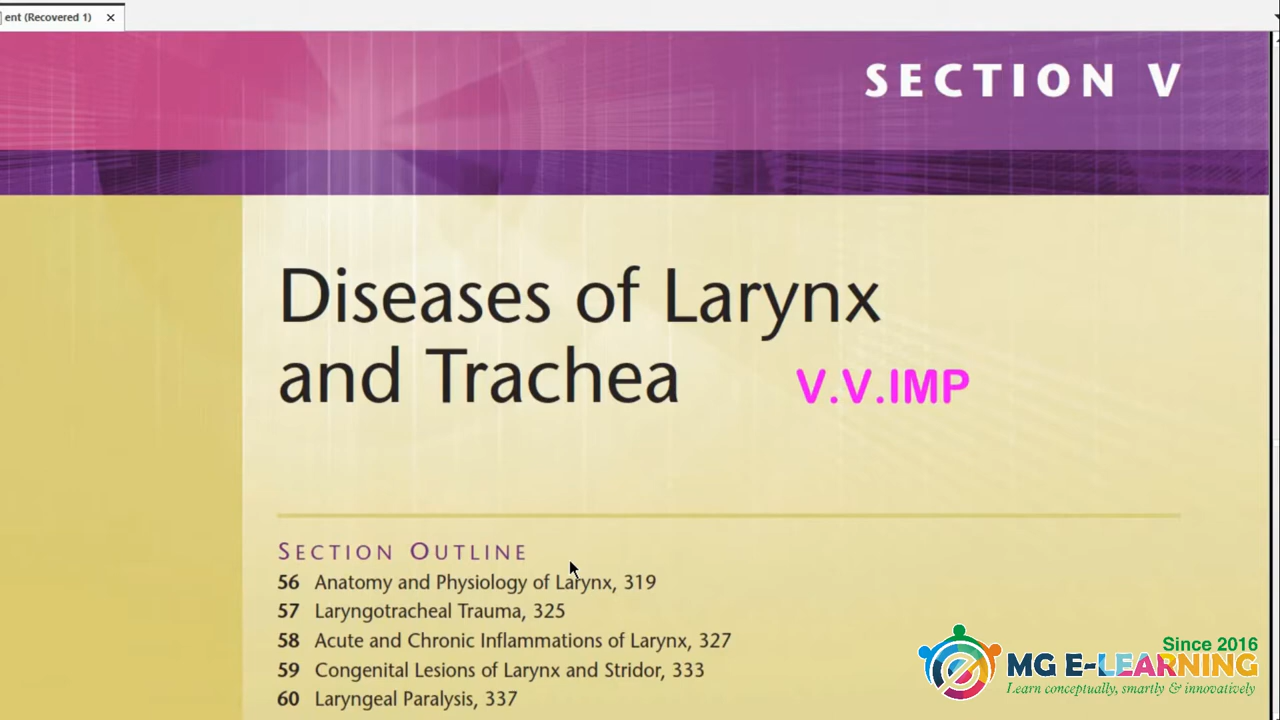 ent (Recovered 1)
SECTION V
Diseases of Larynx
and Trachea
V.V.IMP
SECTION OUTLINE
56 Anatomy and Physiology of Larynx, 319
57 Laryngotracheal Trauma, 325
58 Acute and Chronic Inflammations of Larynx, 327
59 Congenital Lesions of Larynx and Stridor, 333
60 Laryngeal Paralysis, 337
Since 2016
MG E-LEARNING
Learn conceptually, smartly & innovatively